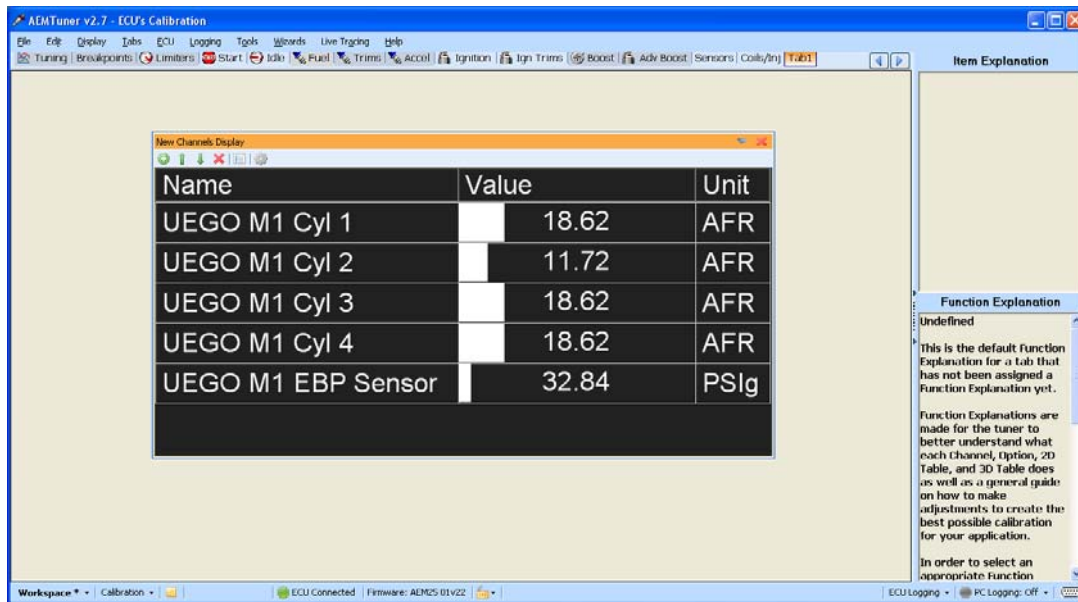 AEMTuner v2.7 - ECU's Calibration
File Edit Display Tabs ECU Logging Tools Wizards Live Tracing Help
Tuning | Breakpoints | Limiters | Start | Idle | Fuel | Trims | Accel | Ignition | Ign Trims | Boost | Adv Boost | Sensors | Coils/Inj | Tab1
Item Explanation
New Channels Display
Name Value Unit
UEGO M1 Cyl 1 18.62 AFR
UEGO M1 Cyl 2 11.72 AFR
UEGO M1 Cyl 3 18.62 AFR
UEGO M1 Cyl 4 18.62 AFR
UEGO M1 EBP Sensor 32.84 PSIg
Function Explanation
Undefined
This is the default Function
Explanation for a tab that
has not been assigned a
Function Explanation yet.
Function Explanations are
made for the tuner to
better understand what
each Channel, Option, 2D
Table, and 3D Table does
as well as a general guide
on how to make
adjustments to create the
best possible calibration
for your application.
In order to select an
appropriate Function
Workspace * Calibration ECU Connected Firmware: AEM25 01v22 ECU Logging PC Logging: Off